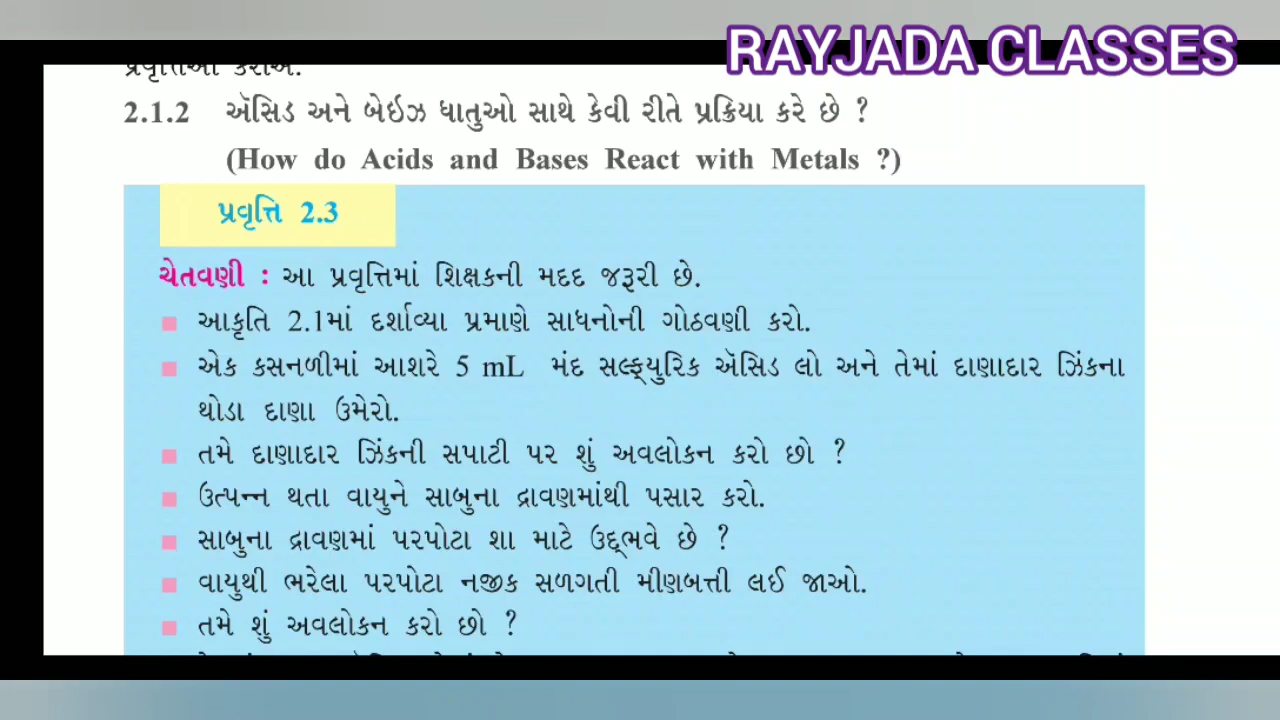 RAYJADA CLASSES
2.1.2 ઍસિડ અને બેઇઝ ધાતુઓ સાથે કેવી રીતે પ્રક્રિયા કરે છે ?
(How do Acids and Bases React with Metals ?)
પ્રવૃત્તિ 2.3
ચેતવણી : આ પ્રવૃત્તિમાં શિક્ષકની મદદ જરૂરી છે.
■ આકૃતિ 2.1માં દર્શાવ્યા પ્રમાણે સાધનોની ગોઠવણી કરો.
■ એક કસનળીમાં આશરે 5 mL મંદ સલ્ફ્યુરિક ઍસિડ લો અને તેમાં દાણાદાર ઝિંકના
થોડા દાણા ઉમેરો.
■ તમે દાણાદાર ઝિંકની સપાટી પર શું અવલોકન કરો છો ?
■ ઉત્પન્ન થતા વાયુને સાબુના દ્રાવણમાંથી પસાર કરો.
■ સાબુના દ્રાવણમાં પરપોટા શા માટે ઉદ્ભવે છે ?
■ વાયુથી ભરેલા પરપોટા નજીક સળગતી મીણબત્તી લઈ જાઓ.
■ તમે શું અવલોકન કરો છો ?